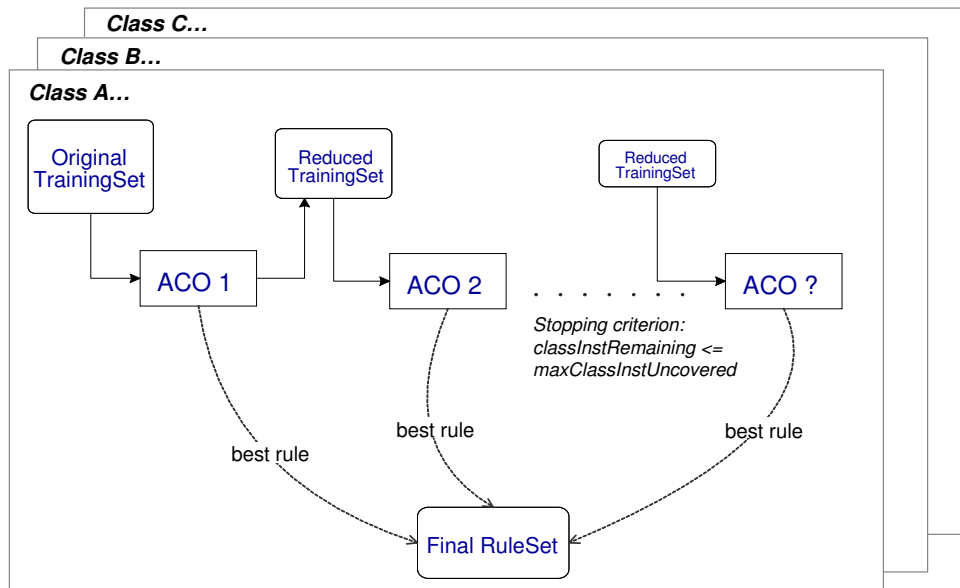 Class C...
Class B...
Class A...
Original
TrainingSet
Reduced
TrainingSet
Reduced
TrainingSet
ACO 1
ACO 2
. . . . . . .
ACO ?
Stopping criterion:
classInstRemaining <=
maxClassInstUncovered
best rule
best rule
best rule
Final RuleSet